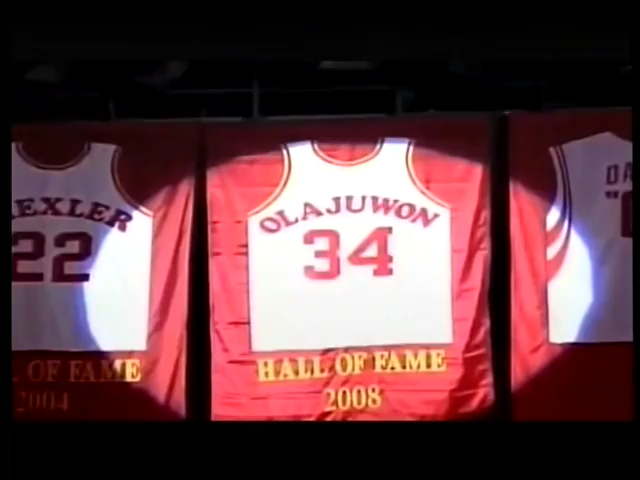 EXLER
22
. OF FAME
2004
OLAJUWON
34
HALL OF FAME
2008